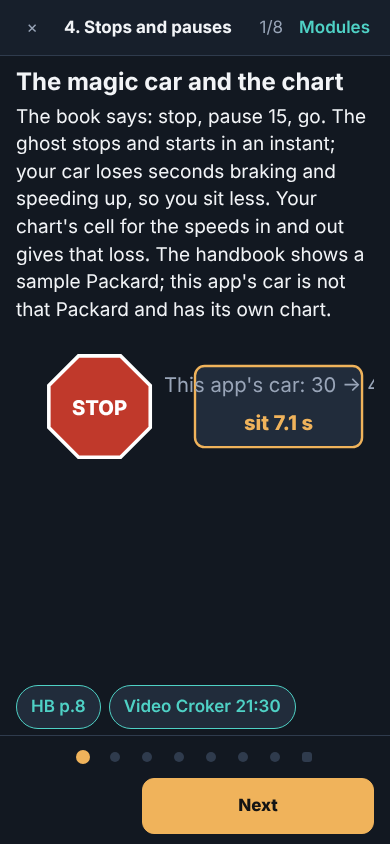 × 4. Stops and pauses 1/8 Modules
The magic car and the chart
The book says: stop, pause 15, go. The
ghost stops and starts in an instant;
your car loses seconds braking and
speeding up, so you sit less. Your
chart's cell for the speeds in and out
gives that loss. The handbook shows a
sample Packard; this app's car is not
that Packard and has its own chart.
STOP
This app's car: 30 →
sit 7.1 s
HB p.8 Video Croker 21:30
Next